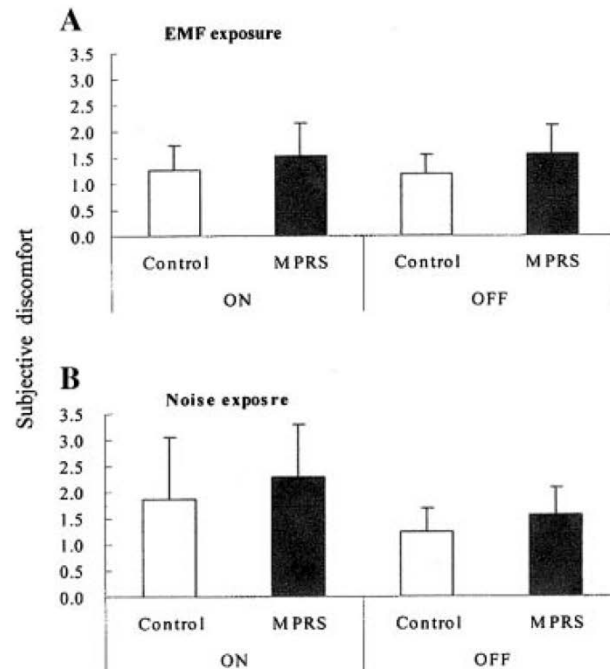 A
EMF exposure
3.5
3.0
2.5
2.0
1.5
1.0
0.5
0.0
Control MPRS Control MPRS
ON OFF
Subjective discomfort
B
Noise exposre
3.5
3.0
2.5
2.0
1.5
1.0
0.5
0.0
Control MPRS Control MPRS
ON OFF